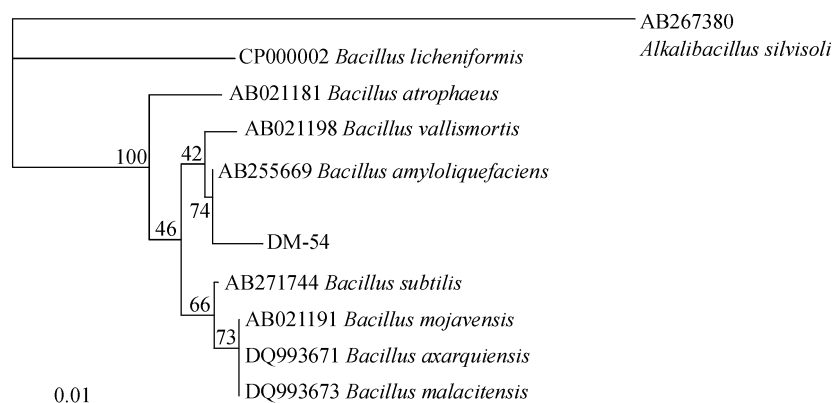 AB267380
Alkalibacillus silvisoli
CP000002 Bacillus licheniformis
AB021181 Bacillus atrophaeus
AB021198 Bacillus vallismortis
100
42
AB255669 Bacillus amyloliquefaciens
74
46
DM-54
AB271744 Bacillus subtilis
66
AB021191 Bacillus mojavensis
73
DQ993671 Bacillus axarquiensis
DQ993673 Bacillus malacitensis
0.01